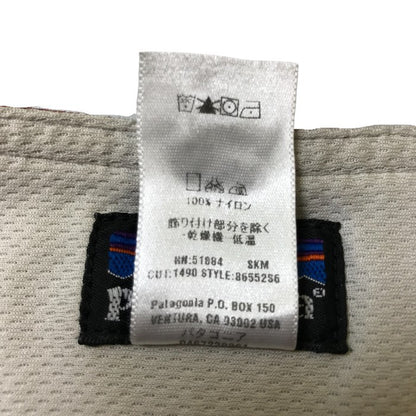 100% ナイロン
飾り付け部分を除く
-乾燥機 低温
RN:51884 SKM
CUT:1490 STYLE:86552S6
Patagonia P.O. BOX 150
VENTURA, CA 93002 USA
パタゴニア